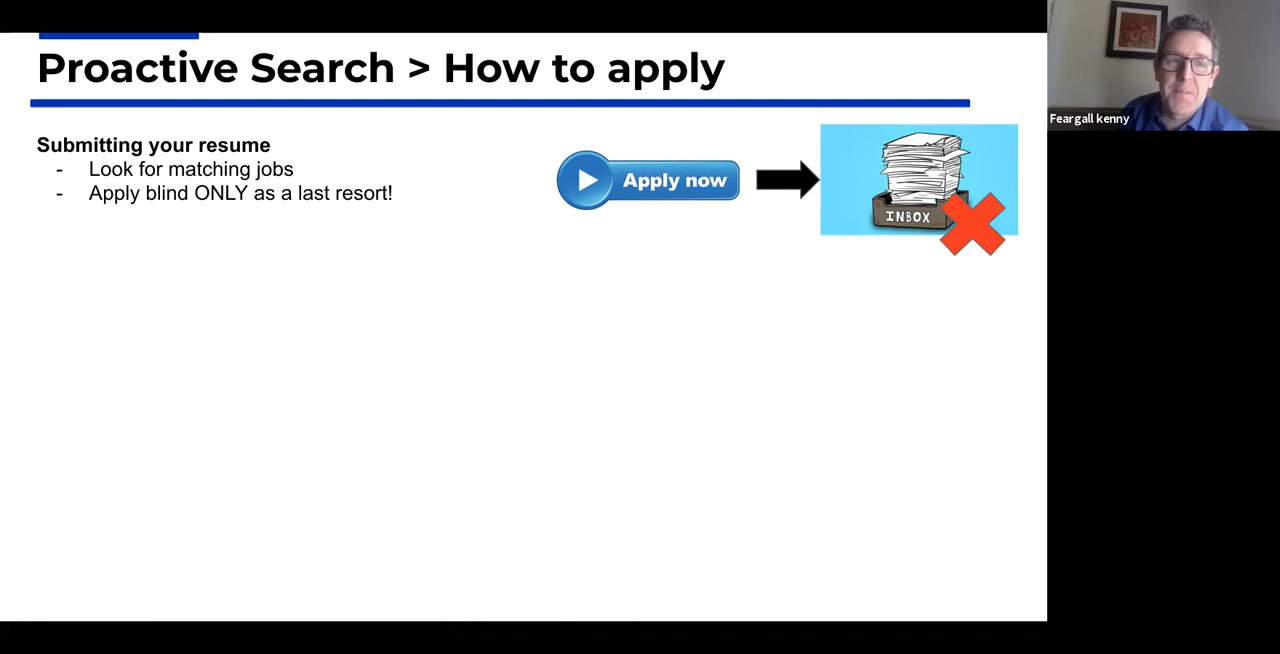 Proactive Search > How to apply
Feargall kenny
Submitting your resume
- Look for matching jobs
- Apply blind ONLY as a last resort!
Apply now
INBOX